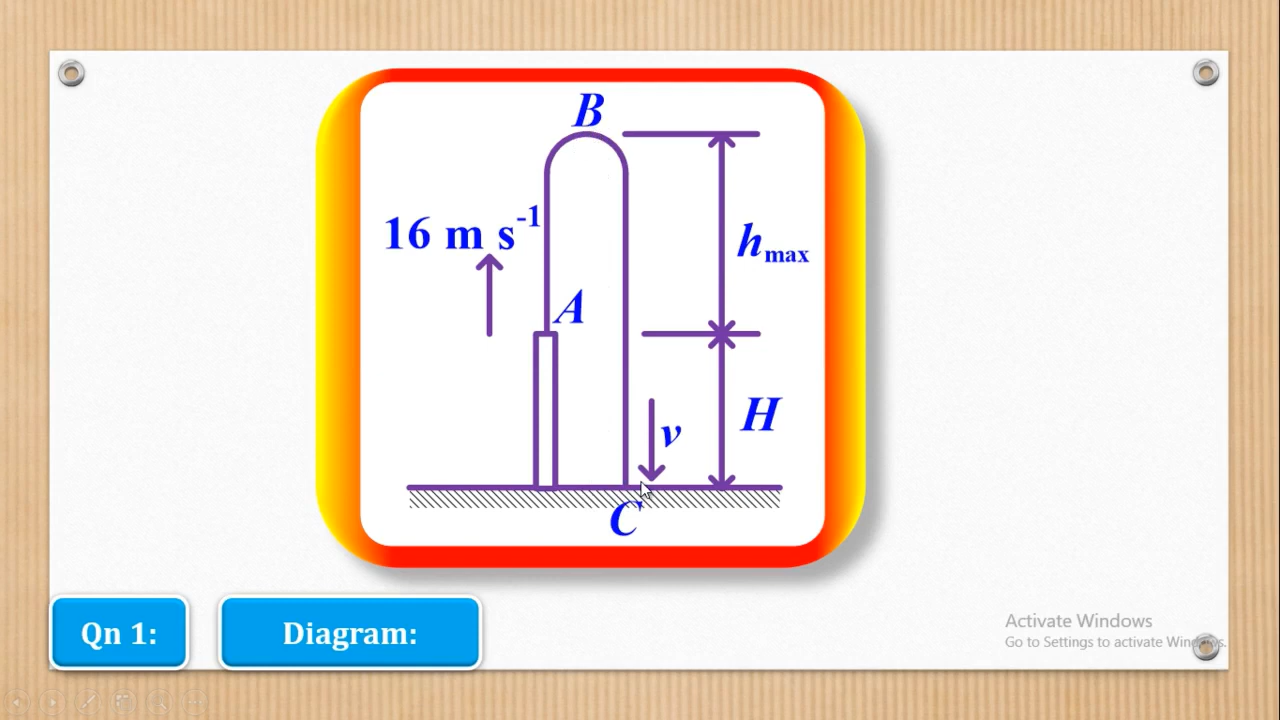 B
16 m s⁻¹
hmax
A
H
v
C
Activate Windows
Go to Settings to activate Windows.
Qn 1:
Diagram: